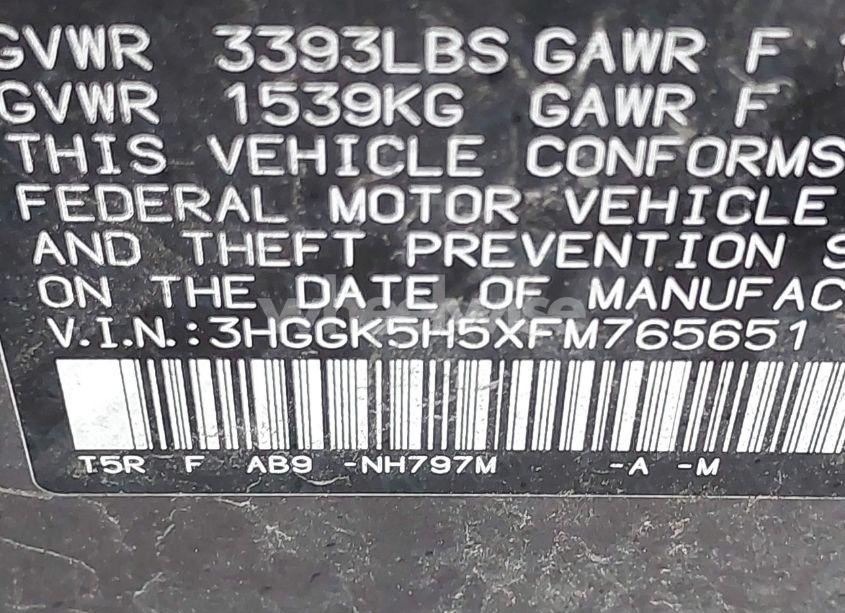 GVWR 3393LBS GAWR F
GVWR 1539KG GAWR F
THIS VEHICLE CONFORMS
FEDERAL MOTOR VEHICLE
AND THEFT PREVENTION S
ON THE DATE OF MANUFAC
V.I.N.:3HGGK5H5XFM765651
T5R F AB9 -NH797M -A -M